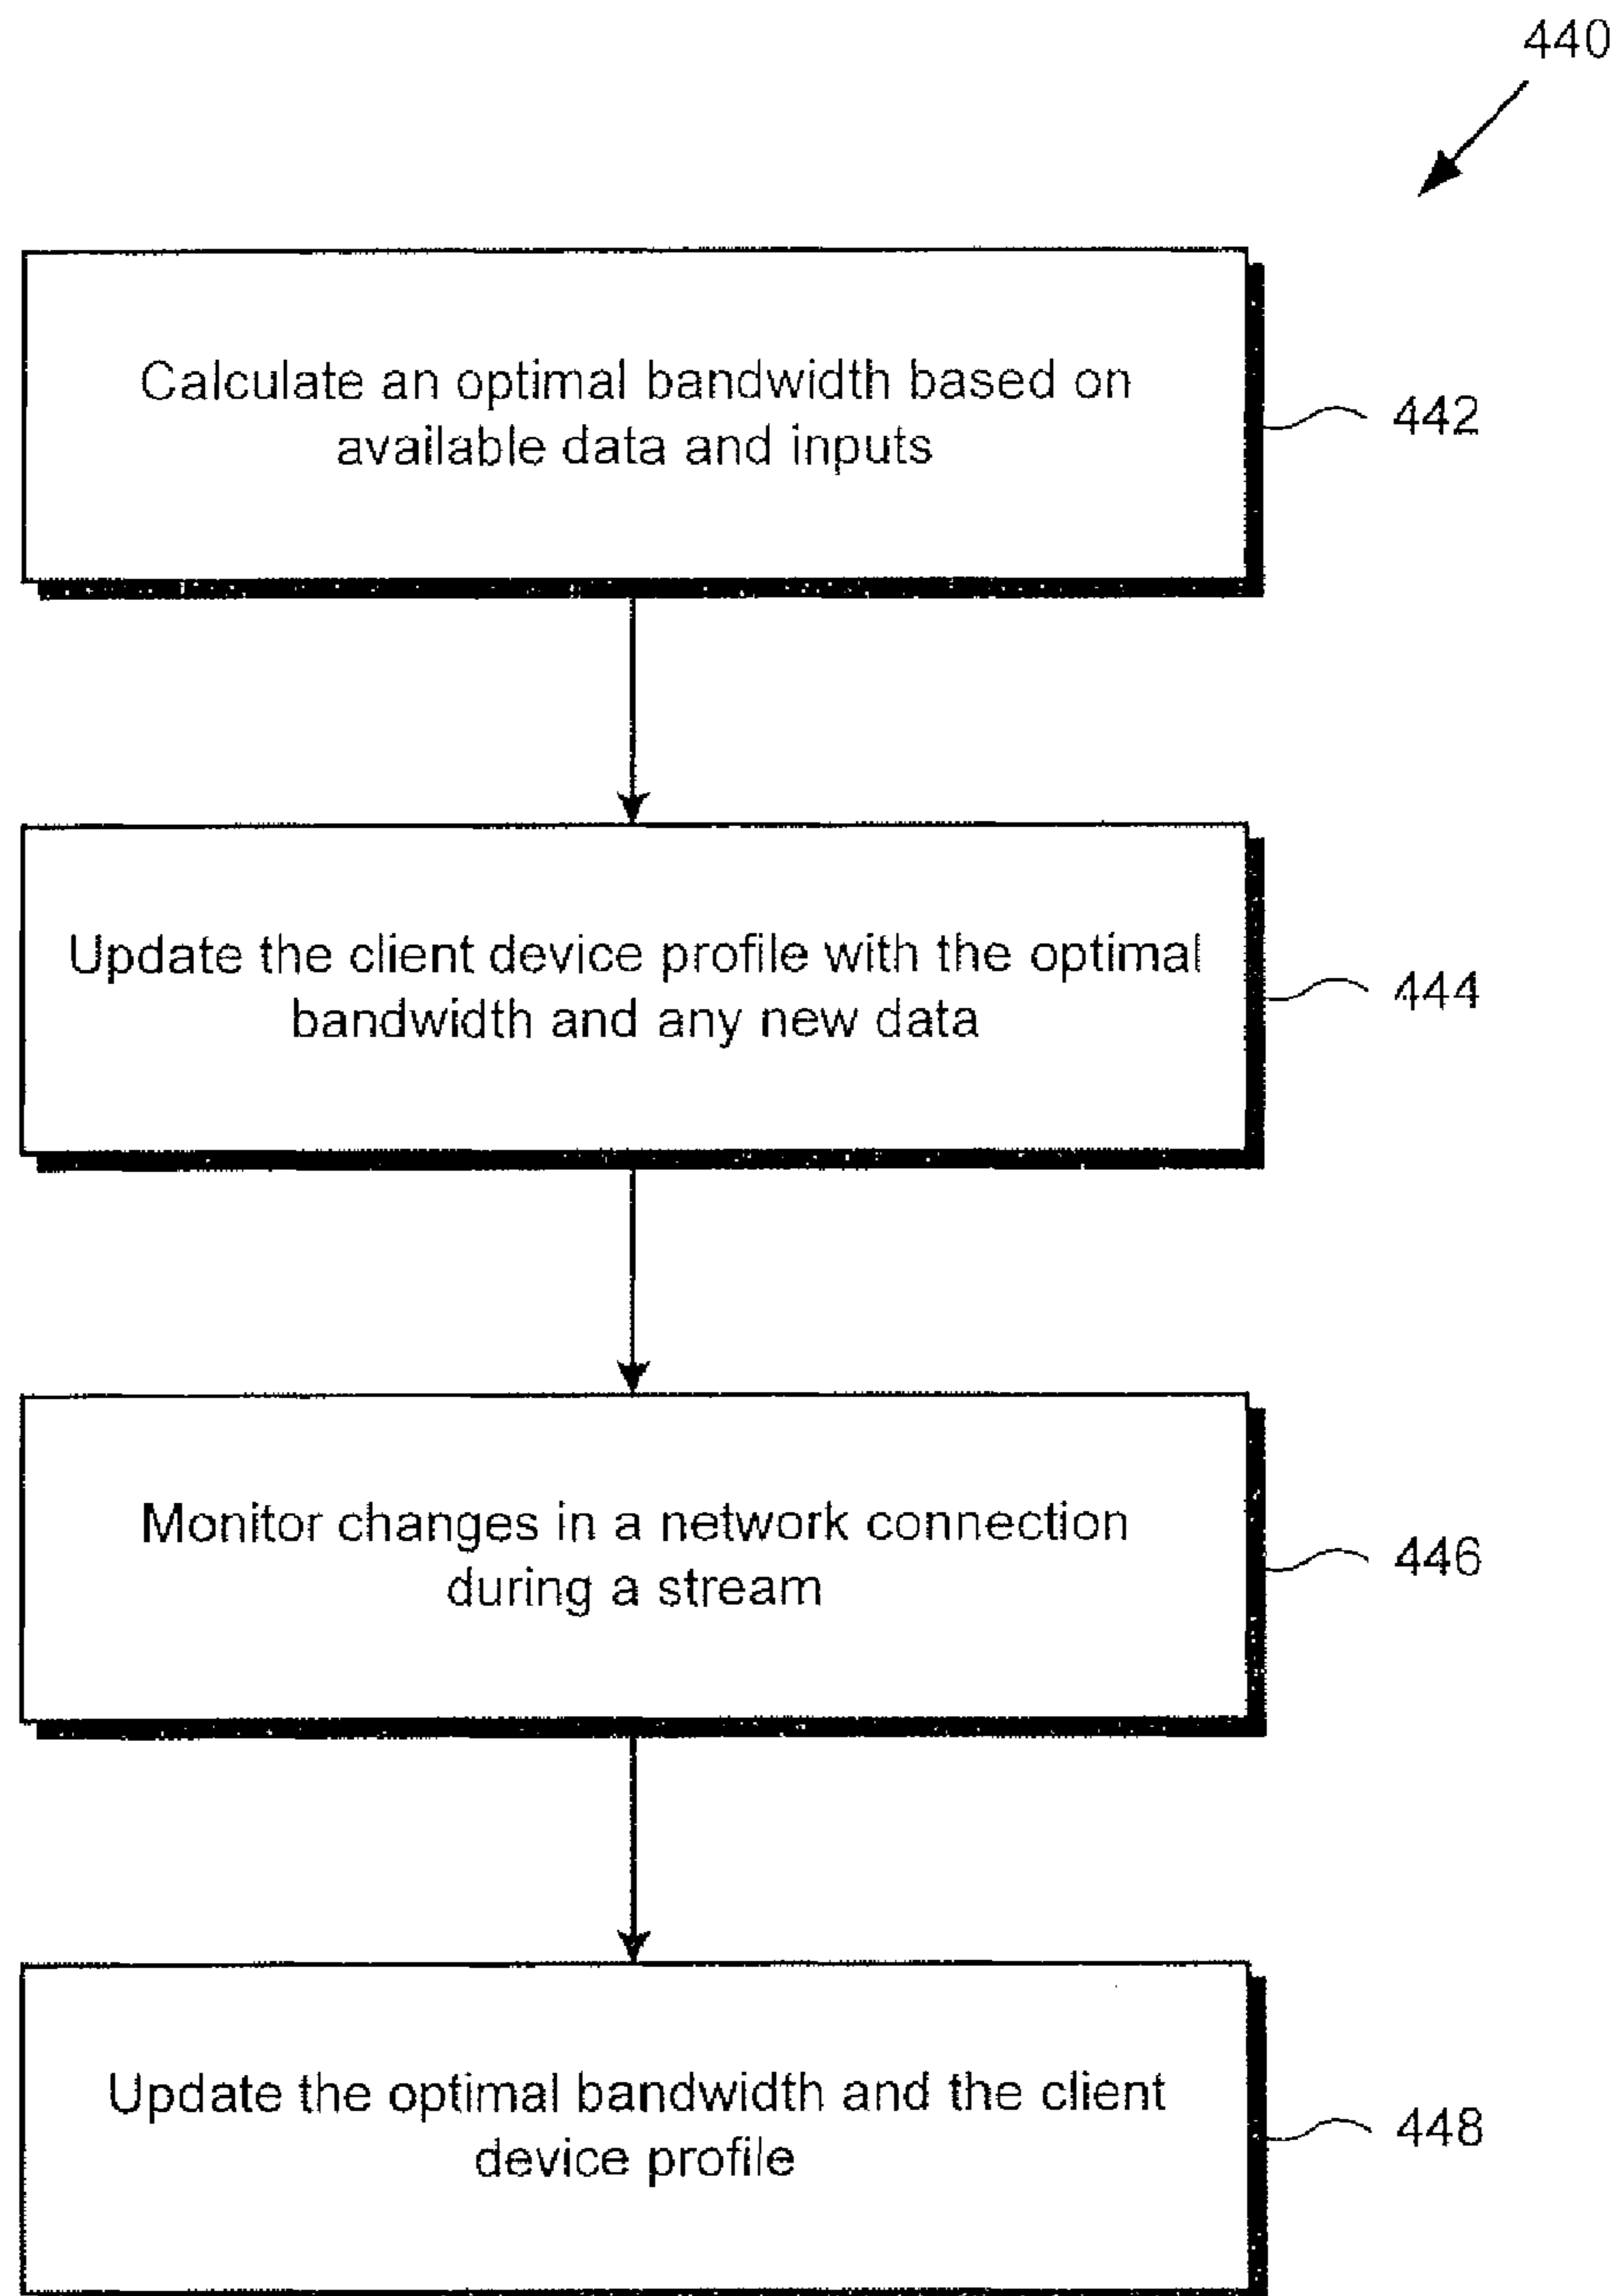 440
Calculate an optimal bandwidth based on
available data and inputs
442
Update the client device profile with the optimal
bandwidth and any new data
444
Monitor changes in a network connection
during a stream
446
Update the optimal bandwidth and the client
device profile
448